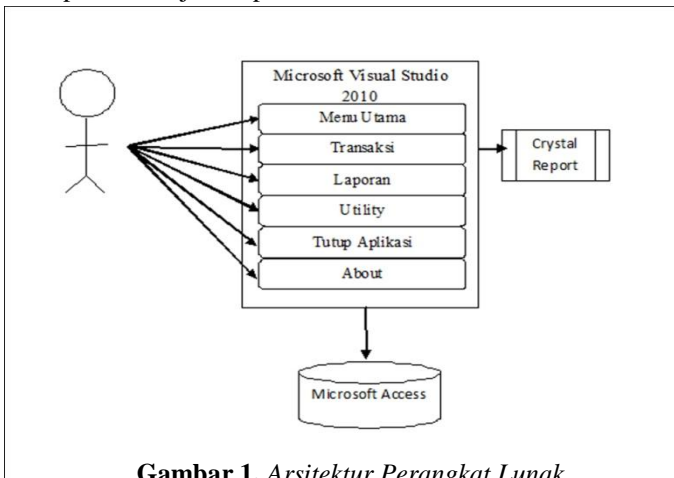 Microsoft Visual Studio
2010
Menu Utama
Transaksi
Laporan
Utility
Tutup Aplikasi
About
Crystal
Report
Microsoft Access
Gambar 1. Arsitektur Perangkat Lunak